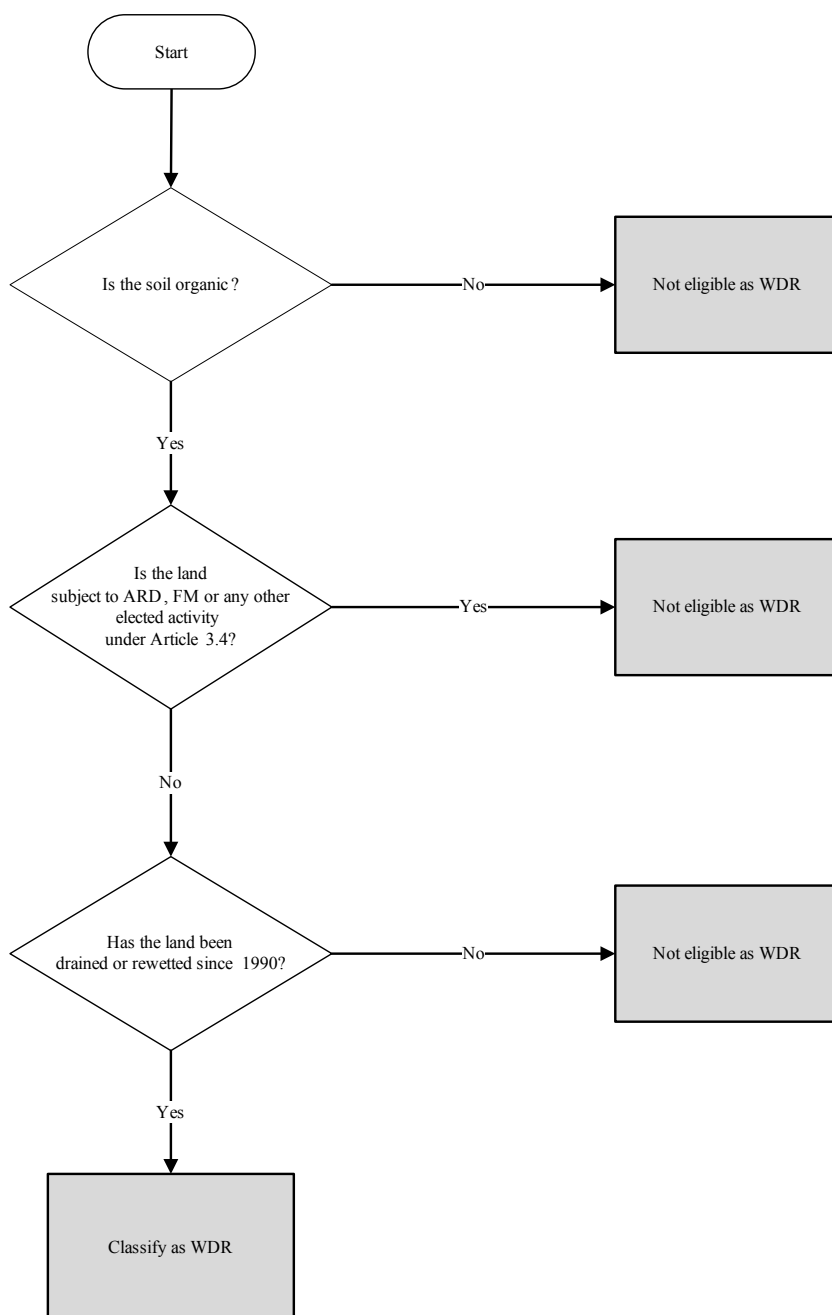 Start
Is the soil organic?
No
Not eligible as WDR
Yes
Is the land
subject to ARD, FM or any other
elected activity
under Article 3.4?
Yes
Not eligible as WDR
No
Has the land been
drained or rewetted since 1990?
No
Not eligible as WDR
Yes
Classify as WDR